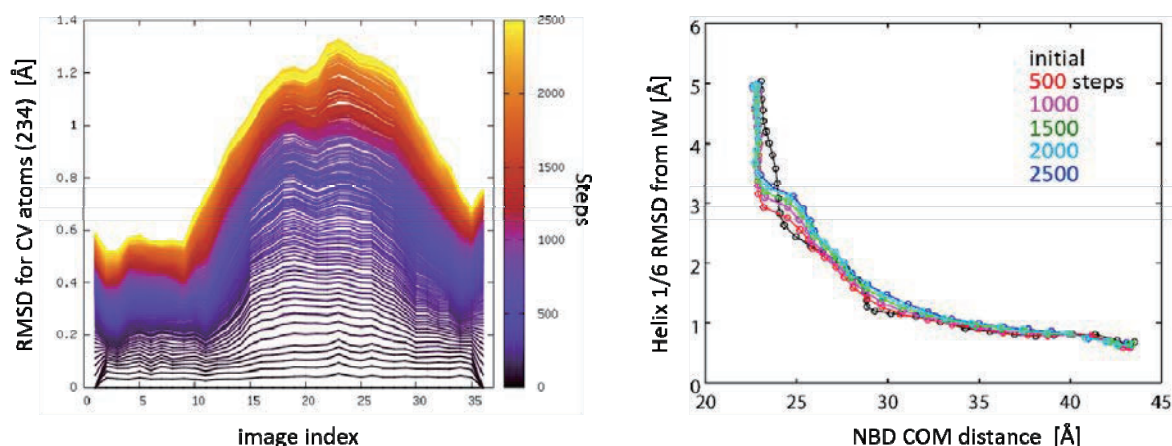 RMSD for CV atoms (234) [Å]
1.4
1.2
1
0.8
0.6
0.4
0.2
0
0 5 10 15 20 25 30 35
image index
2500
2000
1500
1000
500
0
Steps
Helix 1/6 RMSD from IW [Å]
6
5
4
3
2
1
0
20 25 30 35 40 45
NBD COM distance [Å]
initial
500 steps
1000
1500
2000
2500